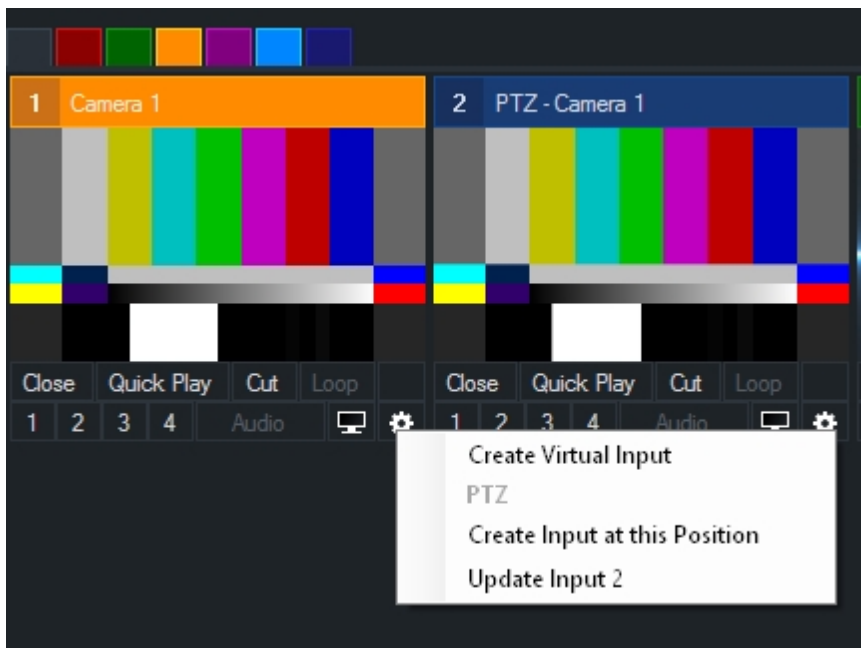 1 Camera 1
2 PTZ - Camera 1
Close Quick Play Cut Loop
Close Quick Play Cut Loop
1 2 3 4 Audio
1 2 3 4 Audio
Create Virtual Input
PTZ
Create Input at this Position
Update Input 2